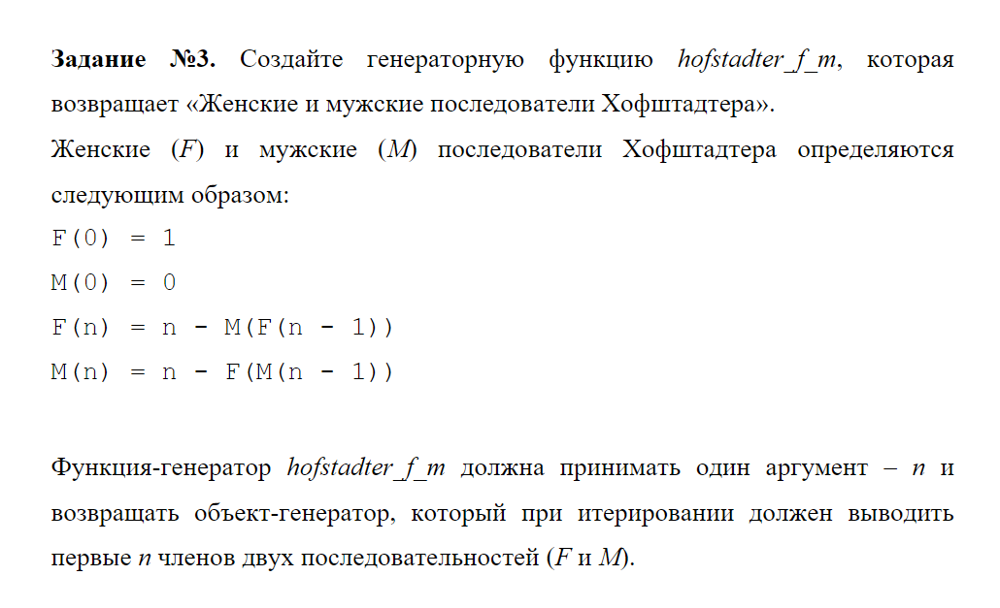 Задание №3. Создайте генераторную функцию hofstadter_f_m, которая
возвращает «Женские и мужские последователи Хофштадтера».
Женские (F) и мужские (M) последователи Хофштадтера определяются
следующим образом:
F(0) = 1
M(0) = 0
F(n) = n - M(F(n - 1))
M(n) = n - F(M(n - 1))
Функция-генератор hofstadter_f_m должна принимать один аргумент – n и
возвращать объект-генератор, который при итерировании должен выводить
первые n членов двух последовательностей (F и M).